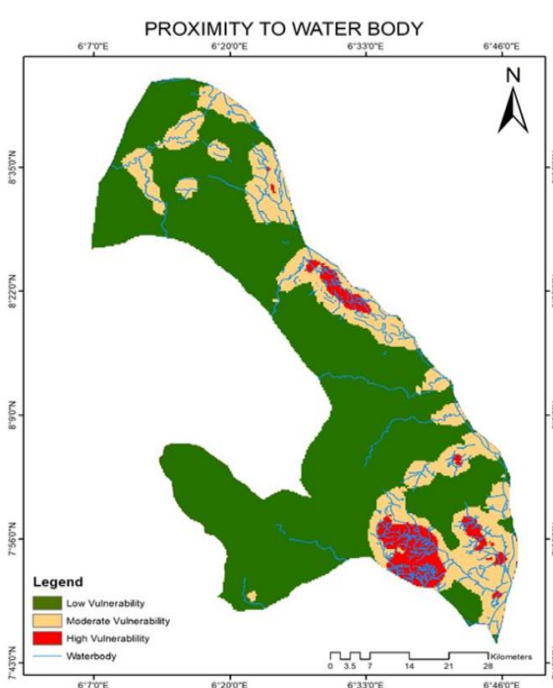 PROXIMITY TO WATER BODY
6°7'0"E 6°20'0"E 6°33'0"E 6°46'0"E
N
8°35'0"N
8°22'0"N
8°9'0"N
7°56'0"N
7°43'0"N
Legend
Low Vulnerability
Moderate Vulnerability
High Vulnerablility
Waterbody
Kilometers
0 3.5 7 14 21 28
6°7'0"E 6°20'0"E 6°33'0"E 6°46'0"E